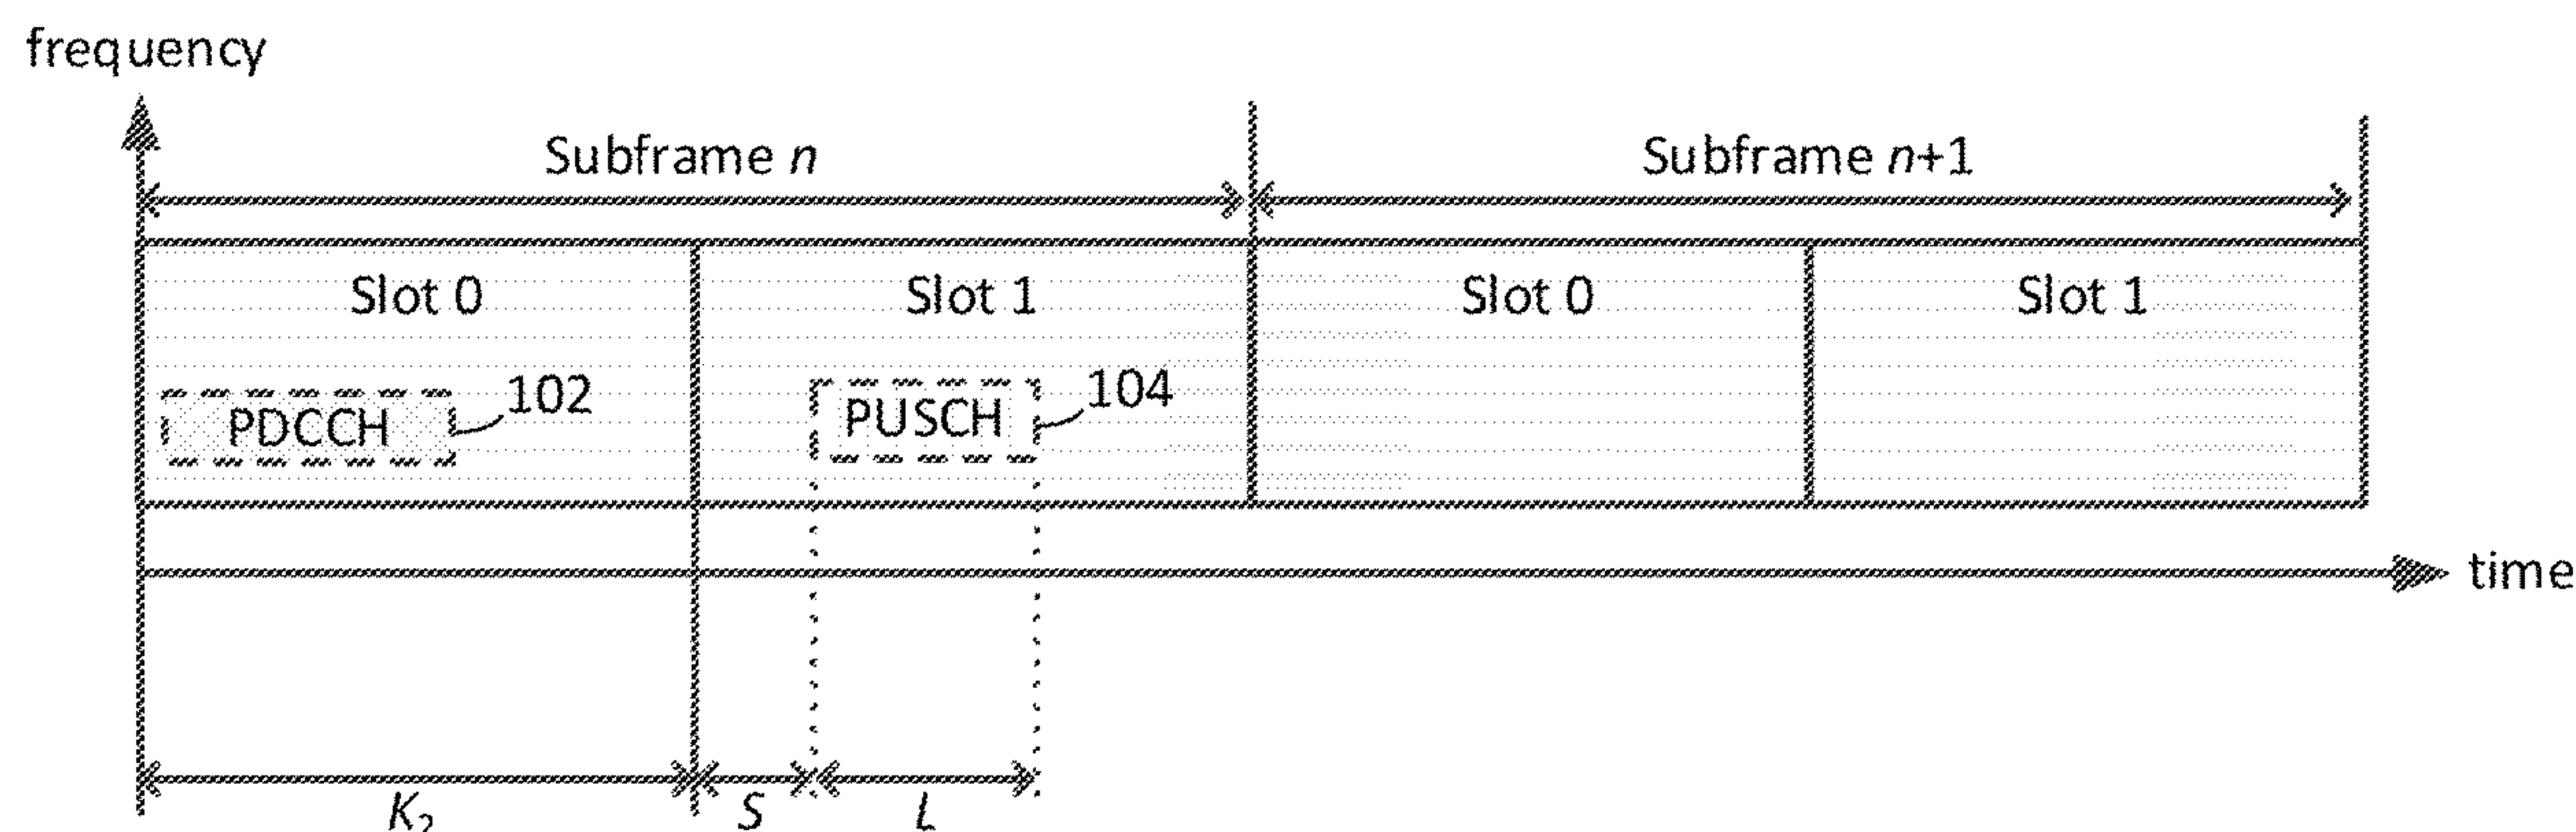 frequency
Subframe n
Subframe n+1
Slot 0
Slot 1
Slot 0
Slot 1
PDCCH
102
PUSCH
104
time
K2
S
L